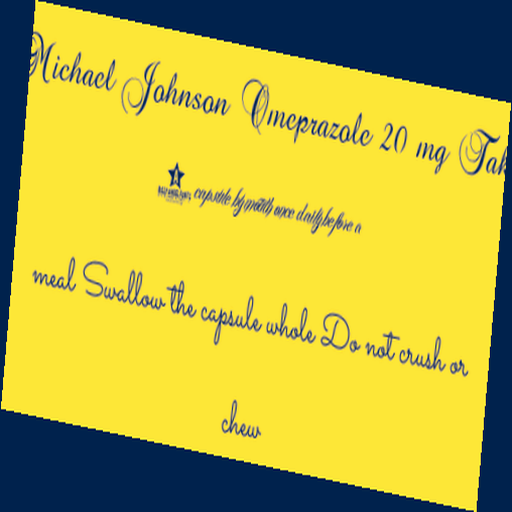 Michael Johnson Omeprazole 20 mg Tak
capsule by mouth once daily before a
meal Swallow the capsule whole Do not crush or
chew